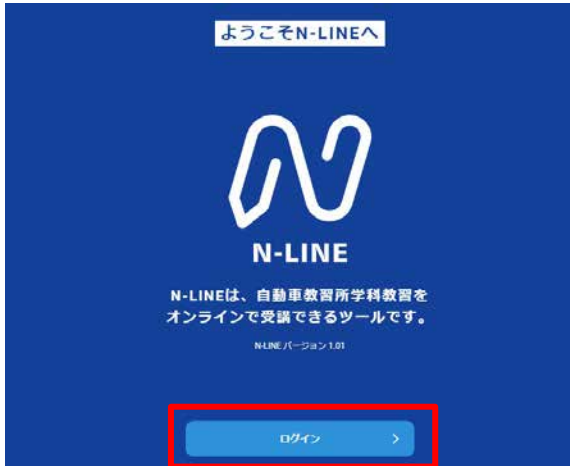 ようこそN-LINEへ
N-LINE
N-LINEは、自動車教習所学科教習を
オンラインで受講できるツールです。
N-LINE バージョン 1.01
ログイン